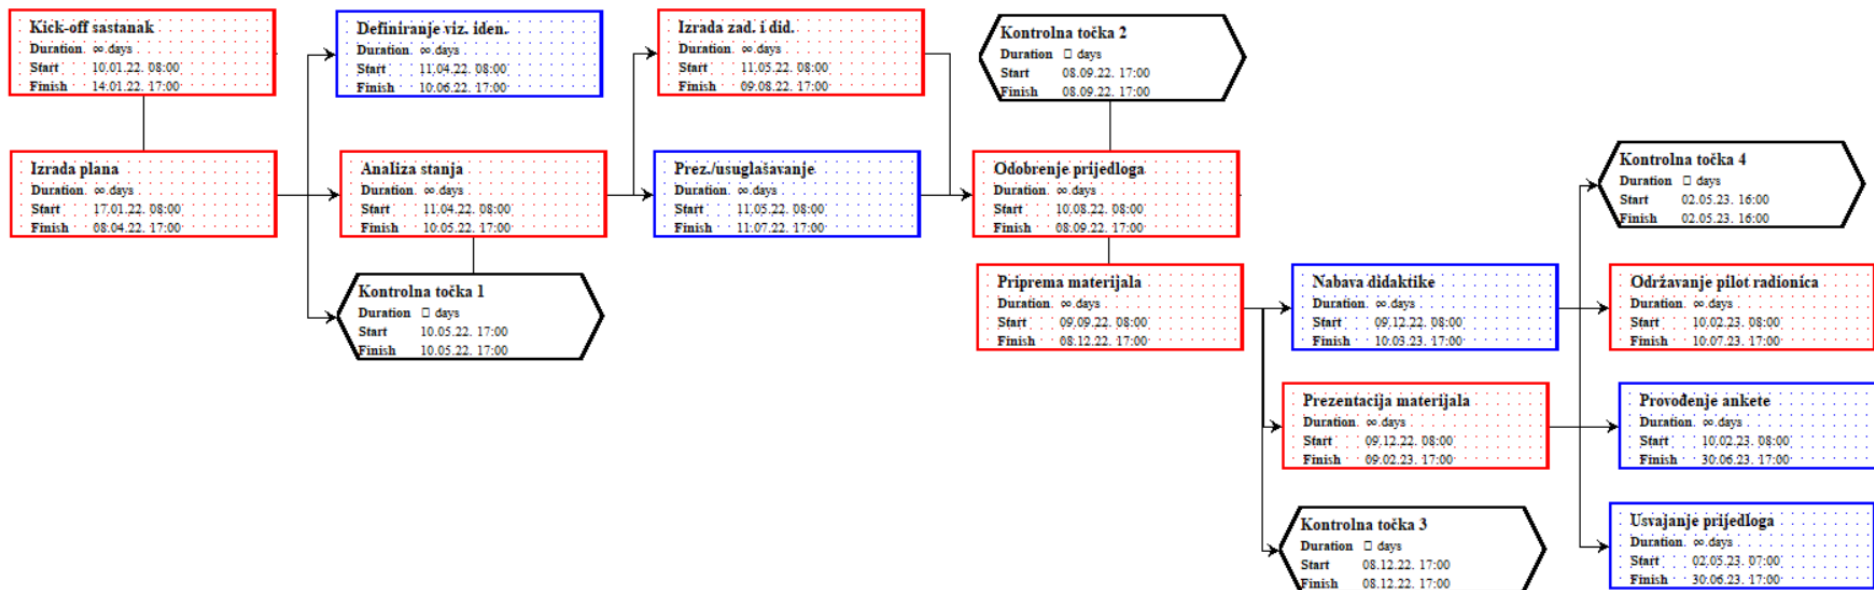 Kick-off sastanak
Duration ∞ days
Start 10.01.22. 08:00
Finish 14.01.22. 17:00
Izrada plana
Duration ∞ days
Start 17.01.22. 08:00
Finish 08.04.22. 17:00
Definiranje viz. iden.
Duration ∞ days
Start 11.04.22. 08:00
Finish 10.06.22. 17:00
Analiza stanja
Duration ∞ days
Start 11.04.22. 08:00
Finish 10.05.22. 17:00
Kontrolna točka 1
Duration □ days
Start 10.05.22. 17:00
Finish 10.05.22. 17:00
Izrada zad. i did.
Duration ∞ days
Start 11.05.22. 08:00
Finish 09.08.22. 17:00
Prez./usuglašavanje
Duration ∞ days
Start 11.05.22. 08:00
Finish 11.07.22. 17:00
Kontrolna točka 2
Duration □ days
Start 08.09.22. 17:00
Finish 08.09.22. 17:00
Odobrenje prijedloga
Duration ∞ days
Start 10.08.22. 08:00
Finish 08.09.22. 17:00
Priprema materijala
Duration ∞ days
Start 09.09.22. 08:00
Finish 08.12.22. 17:00
Nabava didaktike
Duration ∞ days
Start 09.12.22. 08:00
Finish 10.03.23. 17:00
Prezentacija materijala
Duration ∞ days
Start 09.12.22. 08:00
Finish 09.02.23. 17:00
Kontrolna točka 3
Duration □ days
Start 08.12.22. 17:00
Finish 08.12.22. 17:00
Kontrolna točka 4
Duration □ days
Start 02.05.23. 16:00
Finish 02.05.23. 16:00
Održavanje pilot radionica
Duration ∞ days
Start 10.02.23. 08:00
Finish 10.07.23. 17:00
Provođenje ankete
Duration ∞ days
Start 10.02.23. 08:00
Finish 30.06.23. 17:00
Usvajanje prijedloga
Duration ∞ days
Start 02.05.23. 07:00
Finish 30.06.23. 17:00